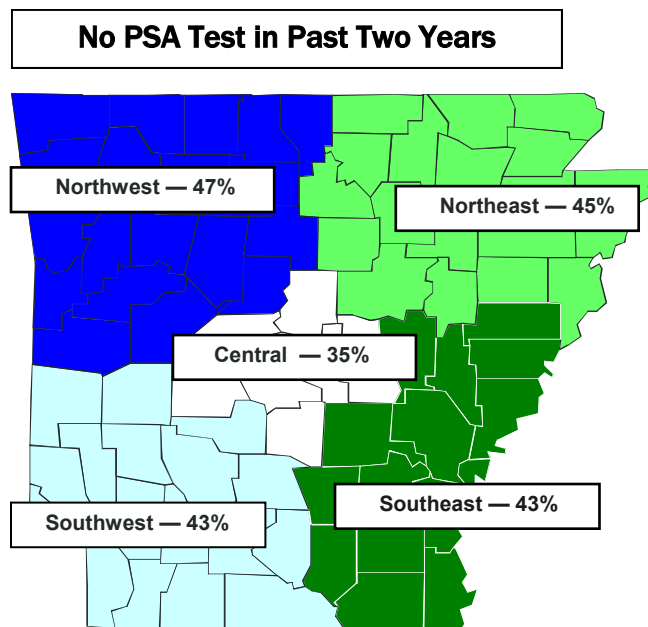 No PSA Test in Past Two Years
Northwest — 47%
Northeast — 45%
Central — 35%
Southeast — 43%
Southwest — 43%